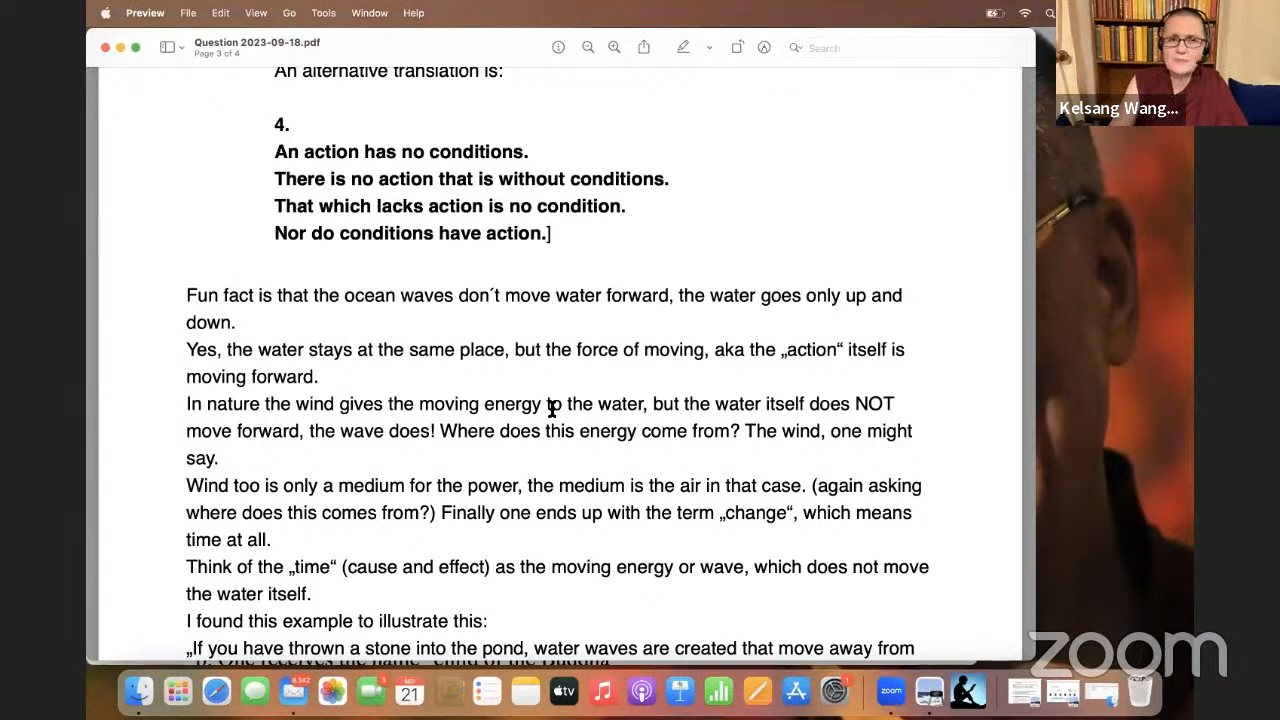 Preview File Edit View Go Tools Window Help
Question 2023-09-18.pdf
Page 3 of 4
Search
Kelsang Wang...
An alternative translation is:
4.
An action has no conditions.
There is no action that is without conditions.
That which lacks action is no condition.
Nor do conditions have action.]
Fun fact is that the ocean waves don´t move water forward, the water goes only up and
down.
Yes, the water stays at the same place, but the force of moving, aka the „action“ itself is
moving forward.
In nature the wind gives the moving energy to the water, but the water itself does NOT
move forward, the wave does! Where does this energy come from? The wind, one might
say.
Wind too is only a medium for the power, the medium is the air in that case. (again asking
where does this comes from?) Finally one ends up with the term „change“, which means
time at all.
Think of the „time“ (cause and effect) as the moving energy or wave, which does not move
the water itself.
I found this example to illustrate this:
„If you have thrown a stone into the pond, water waves are created that move away from
zoom
6,342
3
SEP
21
tv
1
zoom